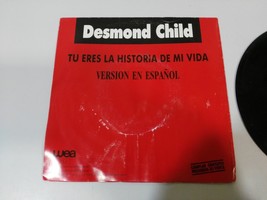 Desmond Child
TU ERES LA HISTORIA DE MI VIDA
VERSION EN ESPAÑOL
wea